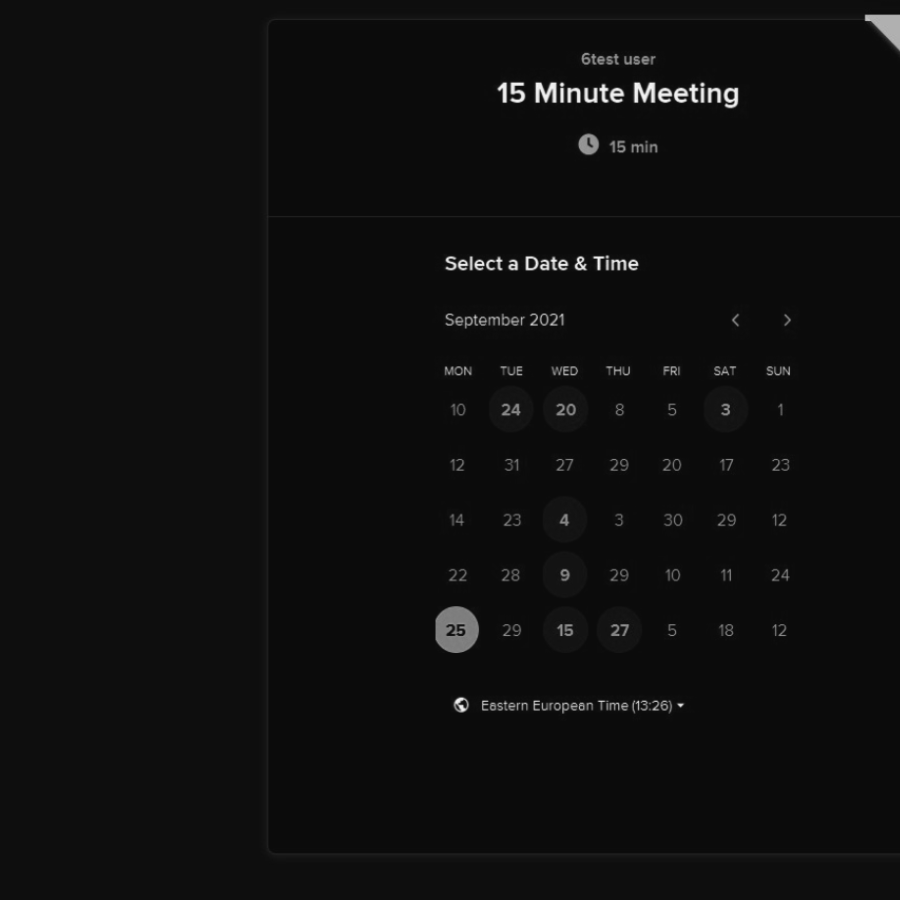 6test user
15 Minute Meeting
15 min
Select a Date & Time
September 2021
MON TUE WED THU FRI SAT SUN
10 24 20 8 5 3 1
12 31 27 29 20 17 23
14 23 4 3 30 29 12
22 28 9 29 10 11 24
25 29 15 27 5 18 12
Eastern European Time (13:26)